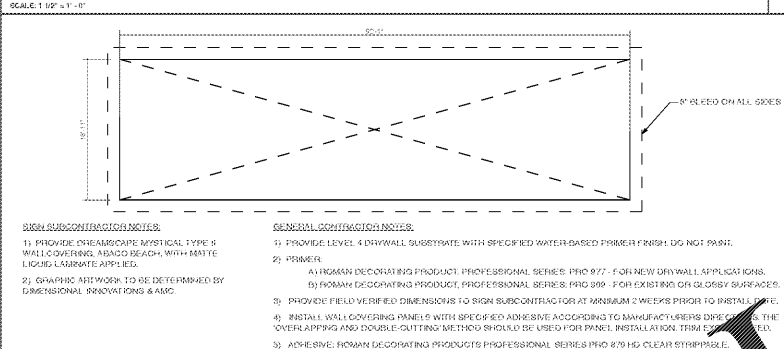 SCALE: 1 1/2" = 1'- 0"
BLEED ON ALL SIDES
SIGN SUBCONTRACTOR NOTES:
1) PROVIDE DREAMSCAPE MYSTICAL TYPE II
WALLCOVERING, ABACO BEACH, WITH MATTE
LIQUID LAMINATE APPLIED.
2) GRAPHIC ARTWORK TO BE DETERMINED BY
DIMENSIONAL INNOVATIONS & AMC.
GENERAL CONTRACTOR NOTES:
1) PROVIDE LEVEL 4 DRYWALL SUBSTRATE WITH SPECIFIED WATER-BASED PRIMER FINISH. DO NOT PAINT.
2) PRIMER:
A) ROMAN DECORATING PRODUCT, PROFESSIONAL SERIES: PRO 977 - FOR NEW DRYWALL APPLICATIONS.
B) ROMAN DECORATING PRODUCT, PROFESSIONAL SERIES: PRO 999 - FOR EXISTING OR GLOSSY SURFACES.
3) PROVIDE FIELD VERIFIED DIMENSIONS TO SIGN SUBCONTRACTOR AT MINIMUM 2 WEEKS PRIOR TO INSTALL
4) INSTALL WALLCOVERING PANELS WITH SPECIFIED ADHESIVE ACCORDING TO MANUFACTURERS THE
'OVERLAPPING AND DOUBLE-CUTTING' METHOD SHOULD BE USED FOR PANEL INSTALLATION. TRIM
5) ADHESIVE: ROMAN DECORATING PRODUCTS PROFESSIONAL SERIES PRO 879 HD CLEAR STRIPPABLE.